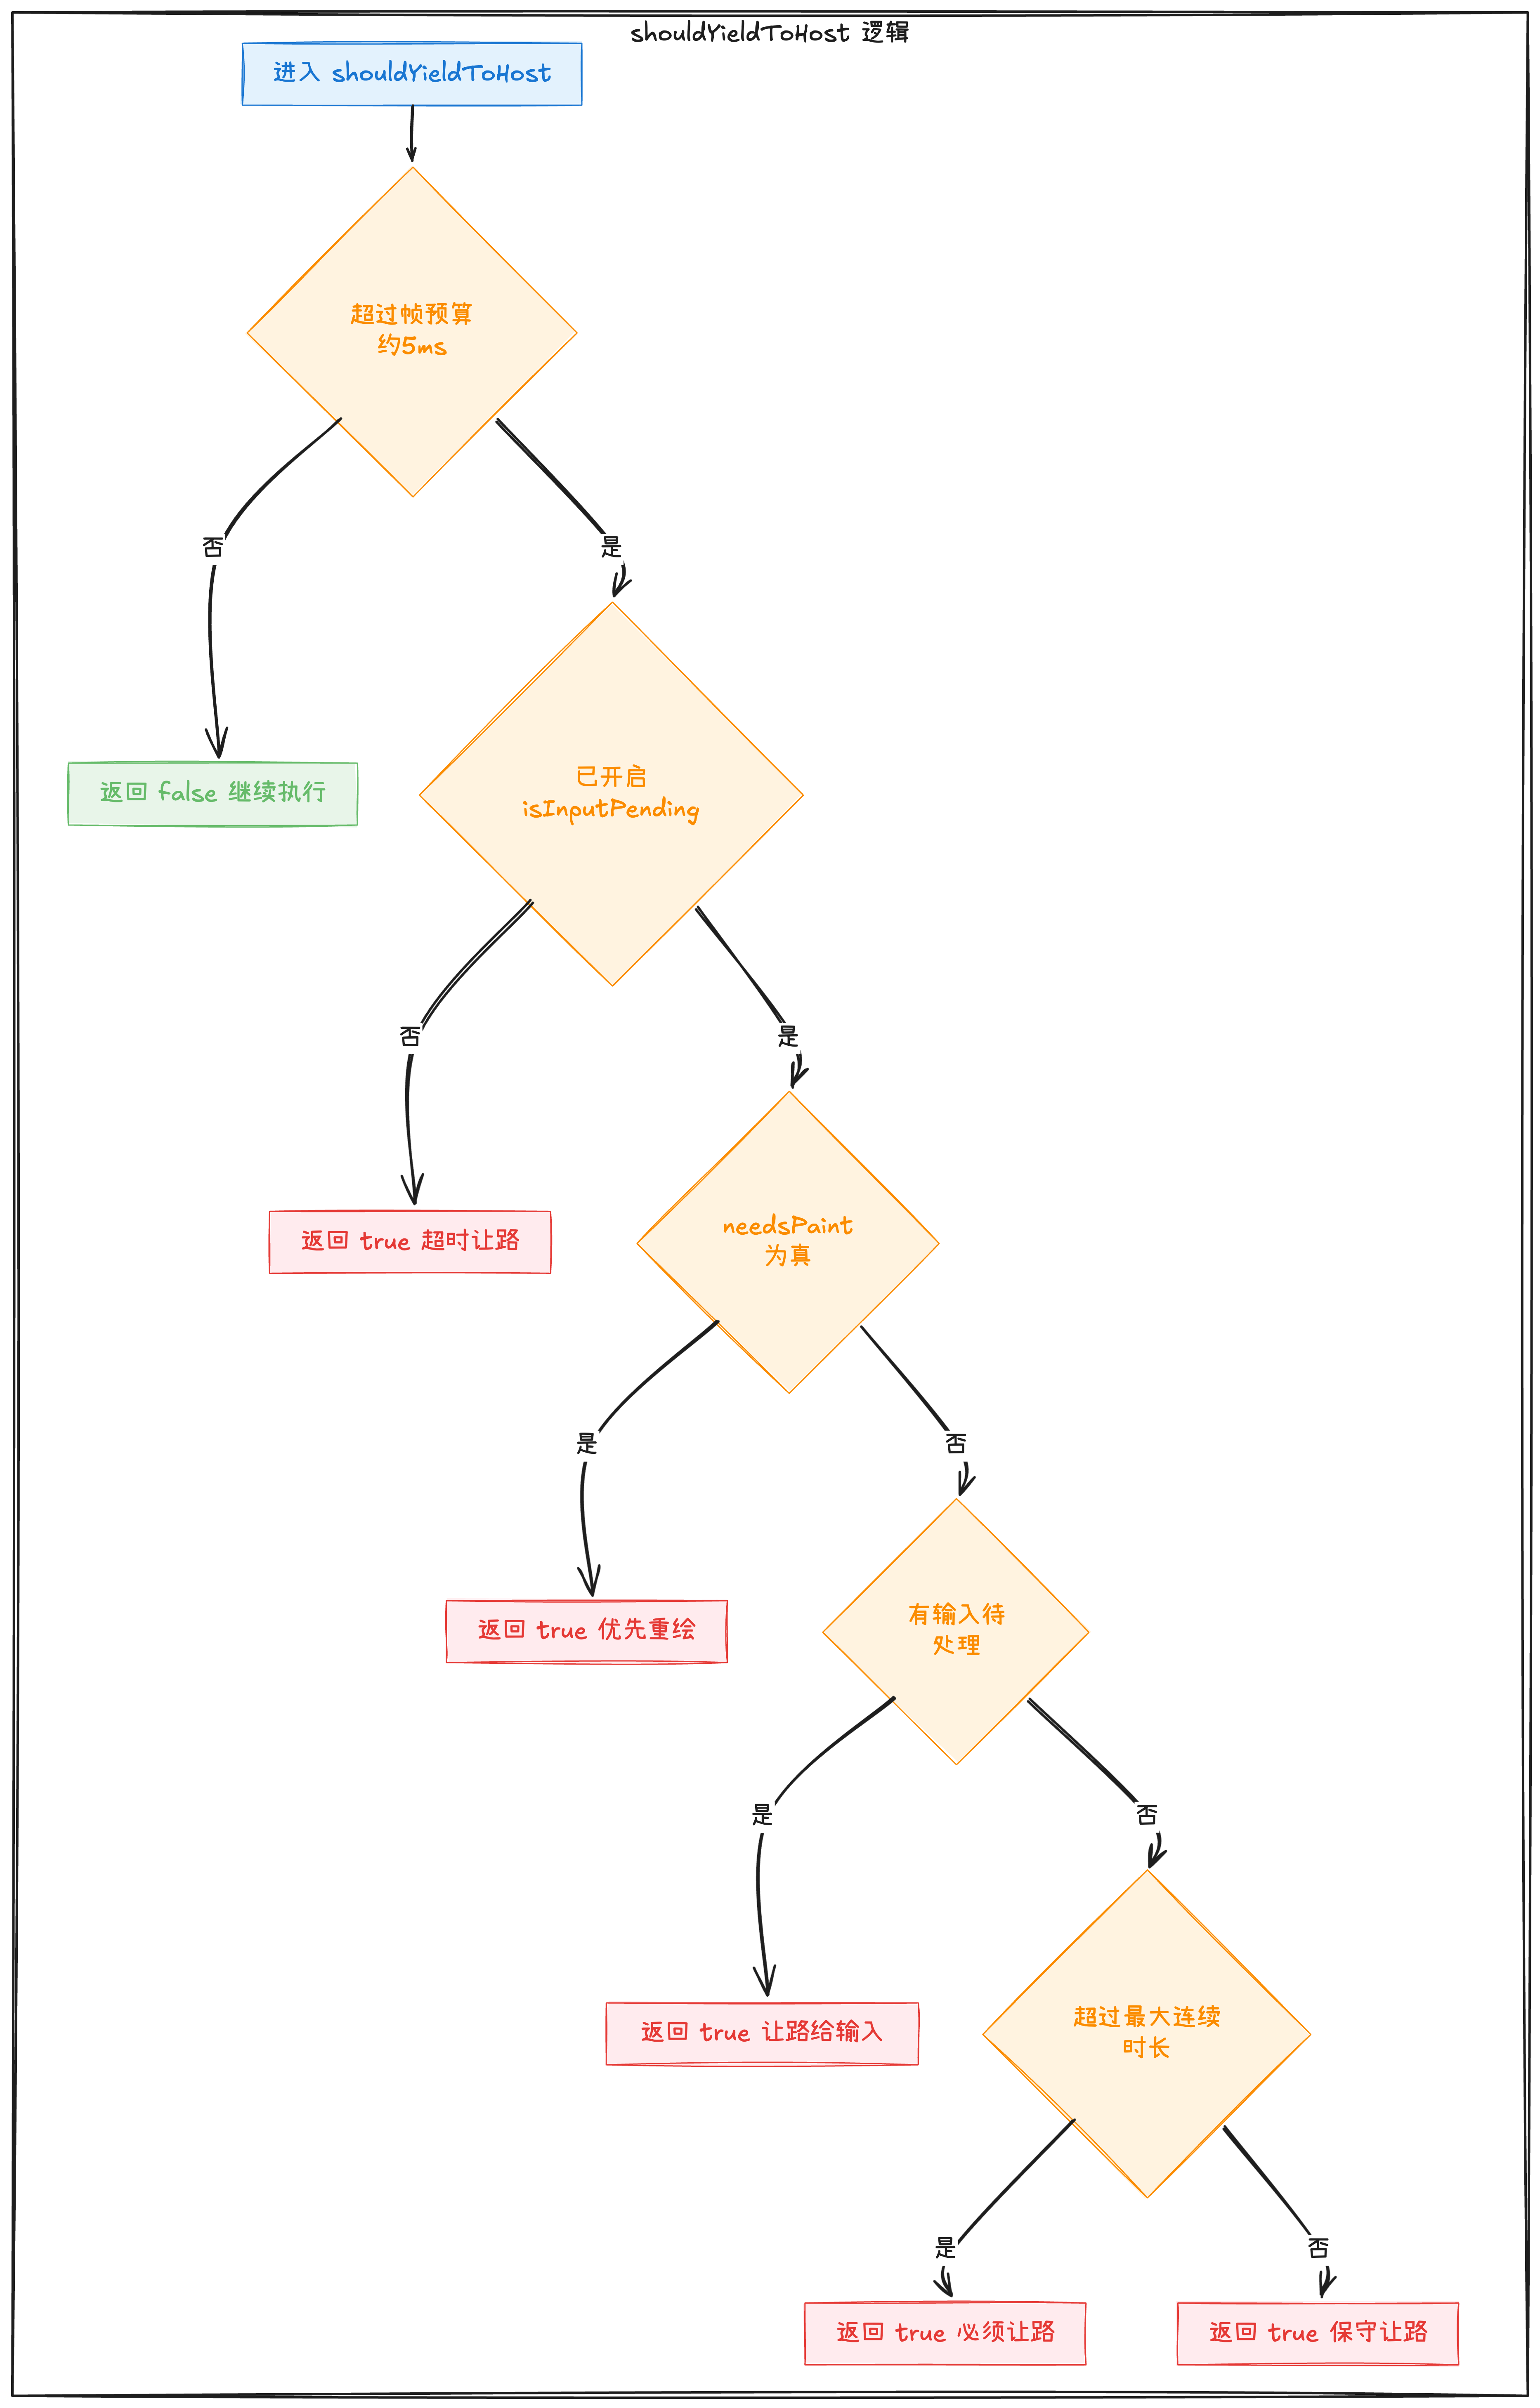 shouldYieldToHost 逻辑
进入 shouldYieldToHost
超过帧预算
约5ms
否
是
已开启
isInputPending
返回 false 继续执行
否
是
needsPaint
为真
返回 true 超时让路
是
否
有输入待
处理
返回 true 优先重绘
是
否
超过最大连续
时长
返回 true 让路给输入
是
否
返回 true 必须让路
返回 true 保守让路